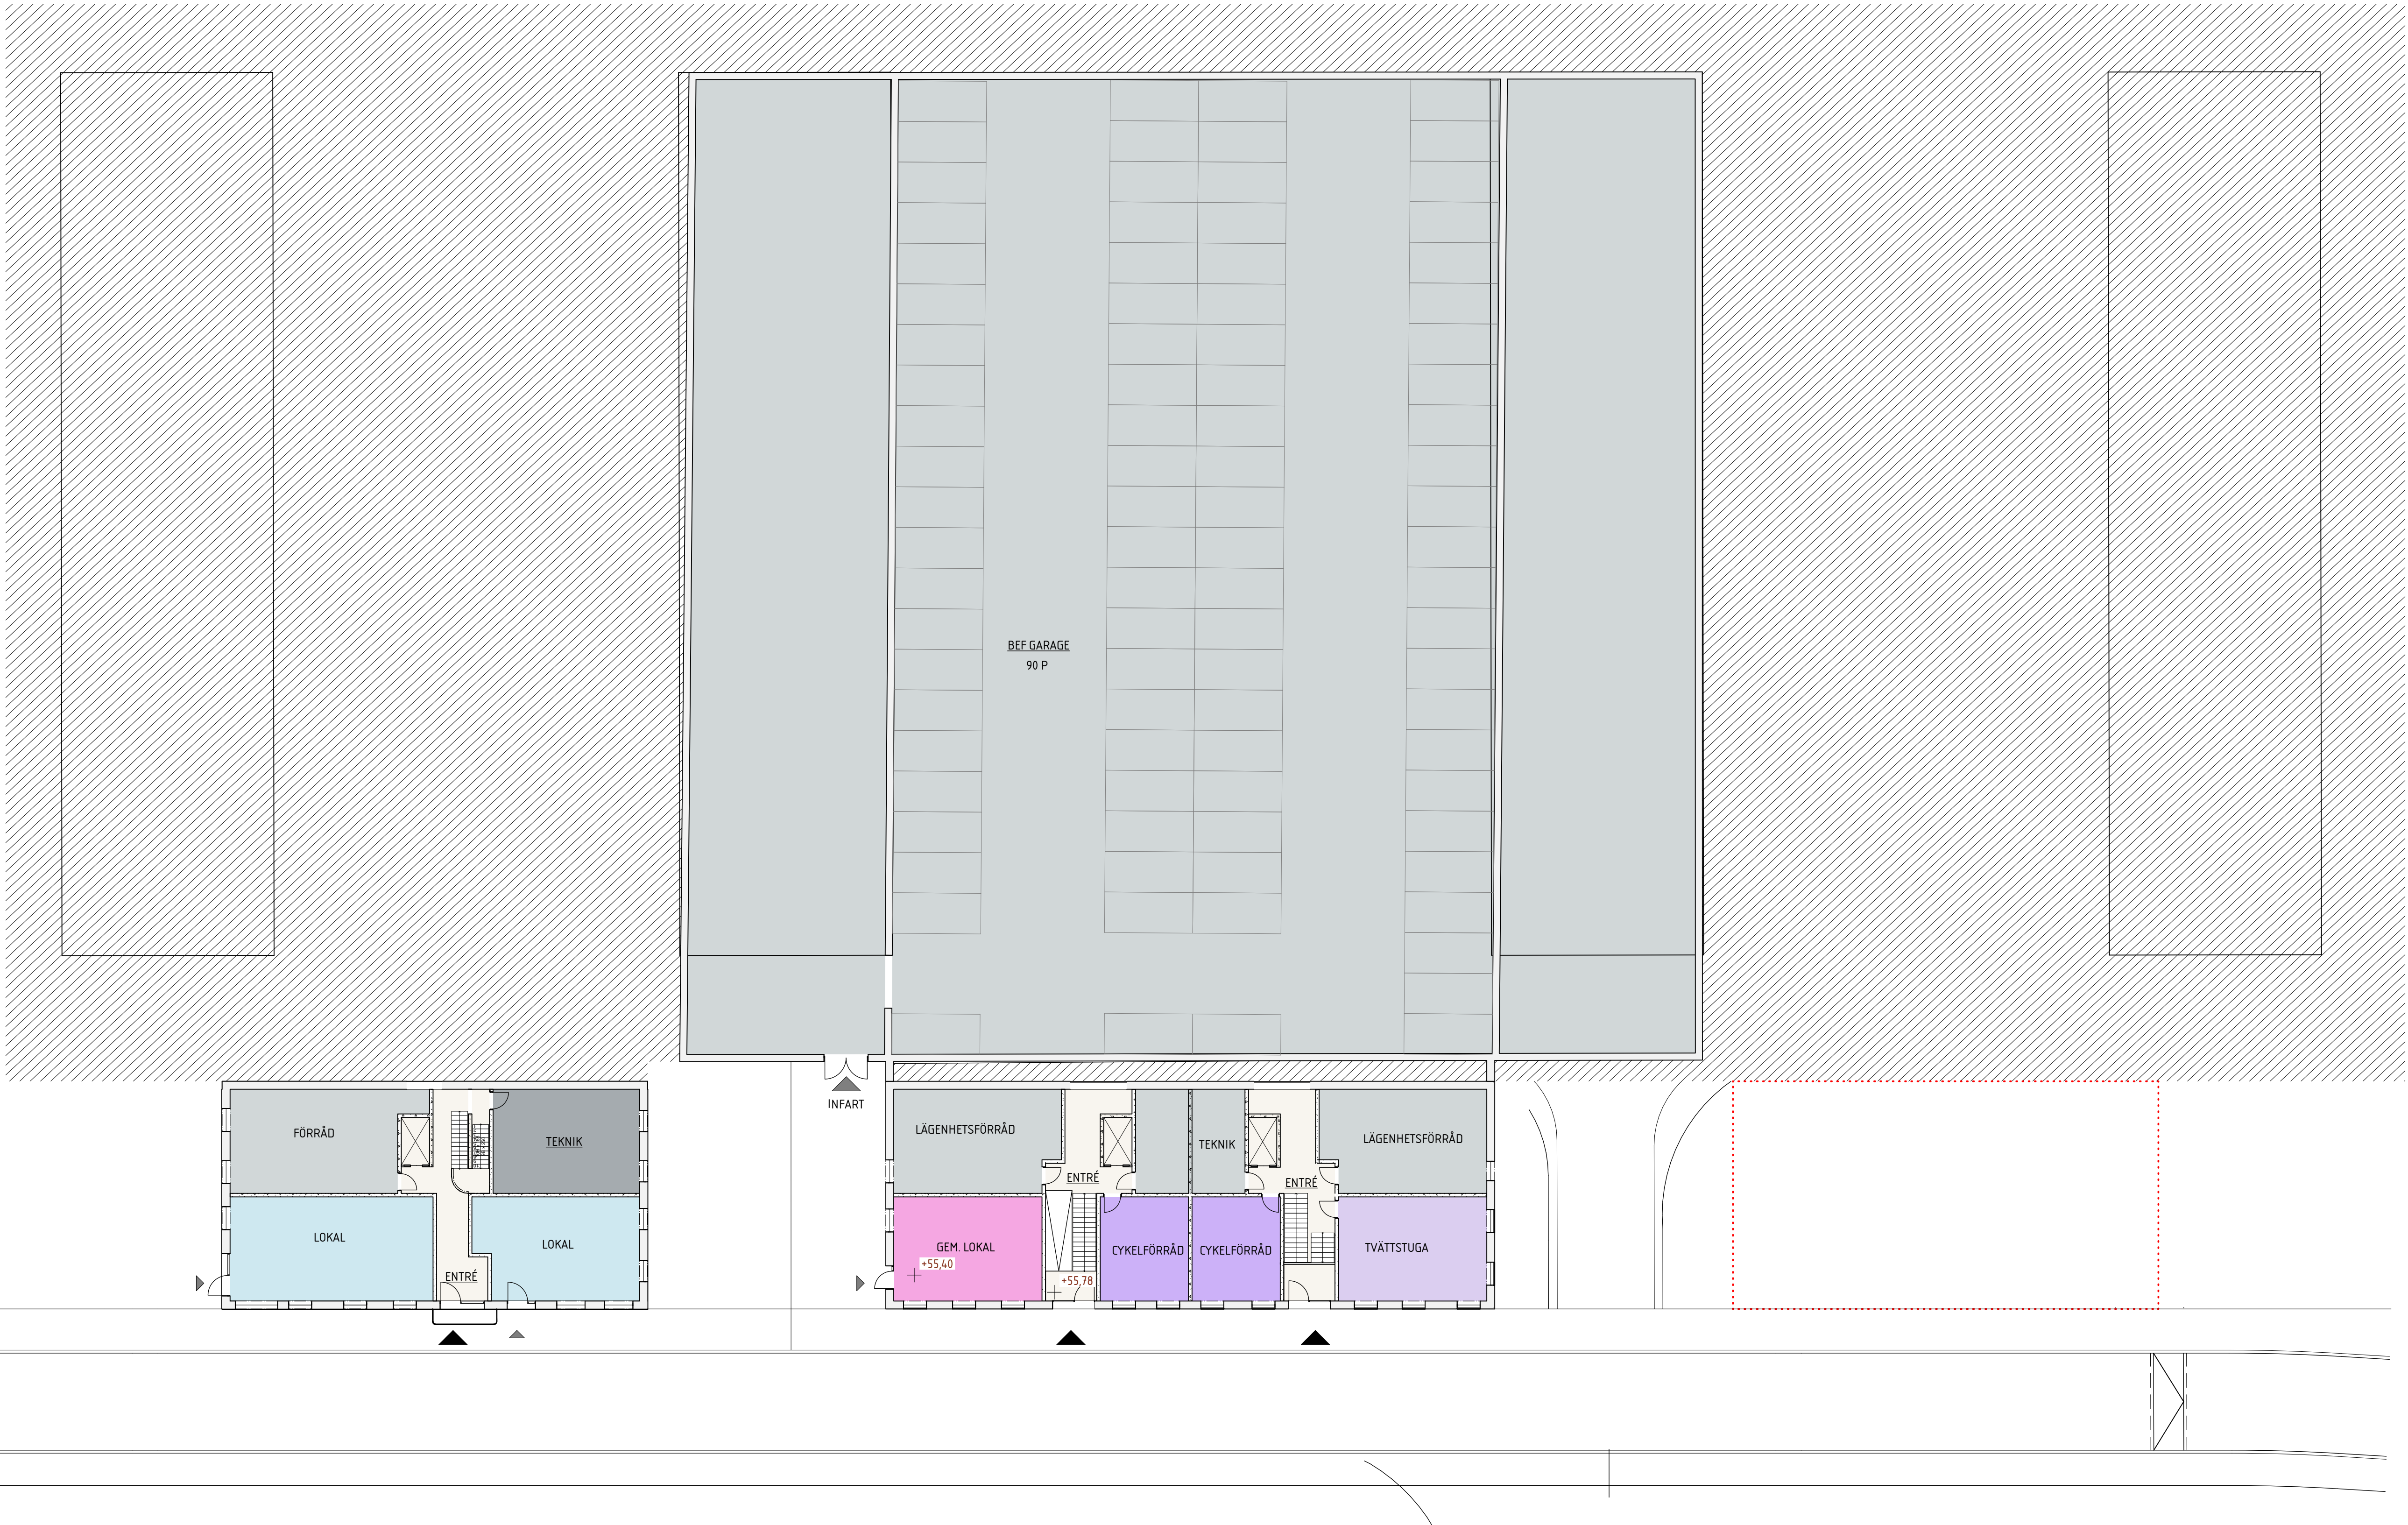 BEF GARAGE
90 P
INFART
FÖRRÅD
TEKNIK
LOKAL
LOKAL
ENTRÉ
LÄGENHETSFÖRRÅD
ENTRÉ
TEKNIK
ENTRÉ
LÄGENHETSFÖRRÅD
GEM. LOKAL
+55,40
+55,78
CYKELFÖRRÅD
CYKELFÖRRÅD
TVÄTTSTUGA